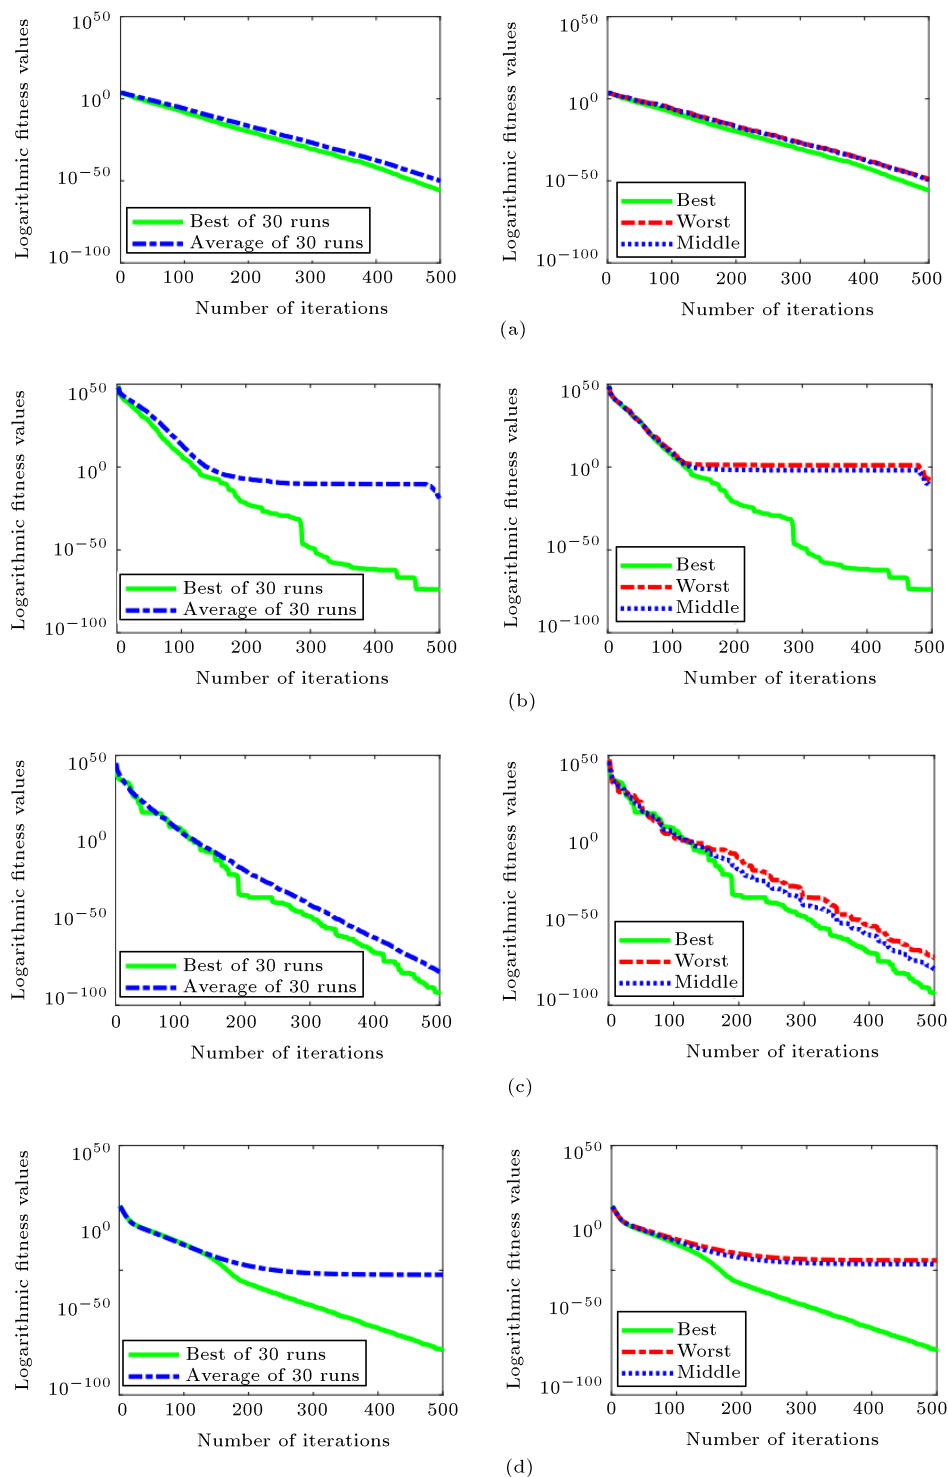 Logarithmic fitness values
10^50
10^0
10^−50
10^−100
Best of 30 runs
Average of 30 runs
0 100 200 300 400 500
Number of iterations
Logarithmic fitness values
10^50
10^0
10^−50
10^−100
Best
Worst
Middle
0 100 200 300 400 500
Number of iterations
(a)
Logarithmic fitness values
10^50
10^0
10^−50
10^−100
Best of 30 runs
Average of 30 runs
0 100 200 300 400 500
Number of iterations
Logarithmic fitness values
10^50
10^0
10^−50
10^−100
Best
Worst
Middle
0 100 200 300 400 500
Number of iterations
(b)
Logarithmic fitness values
10^50
10^0
10^−50
10^−100
Best of 30 runs
Average of 30 runs
0 100 200 300 400 500
Number of iterations
Logarithmic fitness values
10^50
10^0
10^−50
10^−100
Best
Worst
Middle
0 100 200 300 400 500
Number of iterations
(c)
Logarithmic fitness values
10^50
10^0
10^−50
10^−100
Best of 30 runs
Average of 30 runs
0 100 200 300 400 500
Number of iterations
Logarithmic fitness values
10^50
10^0
10^−50
10^−100
Best
Worst
Middle
0 100 200 300 400 500
Number of iterations
(d)